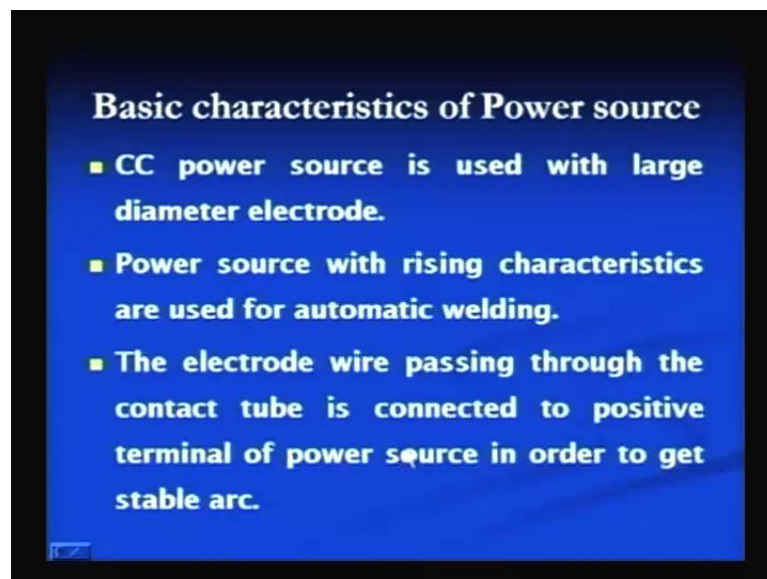 Basic characteristics of Power source
CC power source is used with large
diameter electrode.
Power source with rising characteristics
are used for automatic welding.
The electrode wire passing through the
contact tube is connected to positive
terminal of power source in order to get
stable arc.